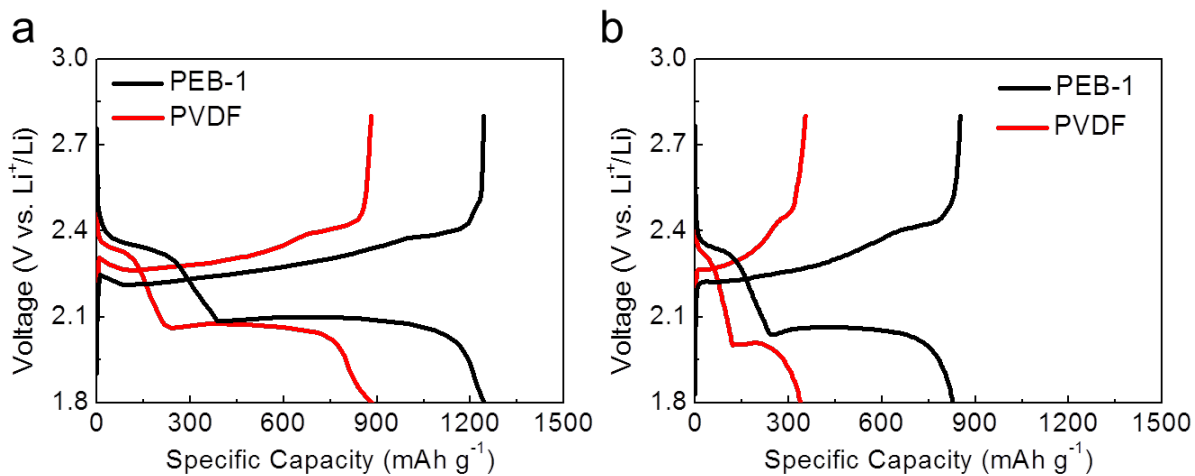 a
3.0
2.7
2.4
2.1
1.8
Voltage (V vs. Li⁺/Li)
PEB-1
PVDF
0 300 600 900 1200 1500
Specific Capacity (mAh g⁻¹)
b
3.0
2.7
2.4
2.1
1.8
Voltage (V vs. Li⁺/Li)
PEB-1
PVDF
0 300 600 900 1200 1500
Specific Capacity (mAh g⁻¹)